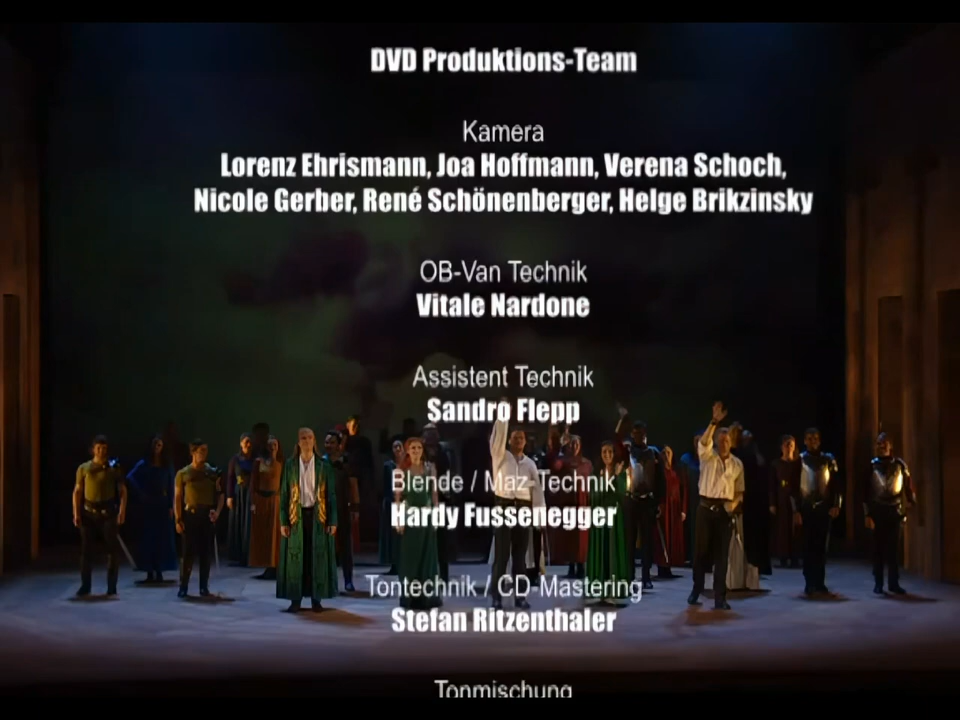 DVD Produktions-Team
Kamera
Lorenz Ehrismann, Joa Hoffmann, Verena Schoch,
Nicole Gerber, René Schönenberger, Helge Brikzinsky
OB-Van Technik
Vitale Nardone
Assistent Technik
Sandro Flepp
Blende / Maz-Technik
Hardy Fussenegger
Tontechnik / CD-Mastering
Stefan Ritzenthaler
Tonmischung